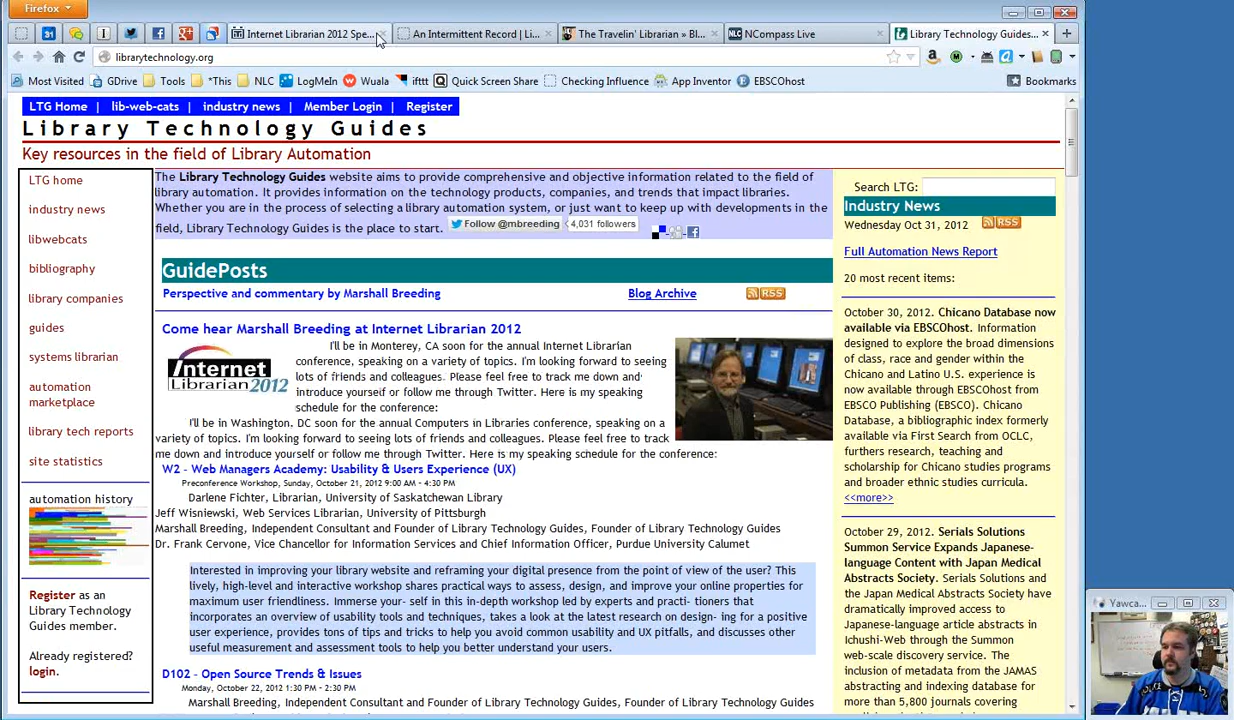 Firefox
Internet Librarian 2012 Spe...
An Intermittent Record | Li...
The Travelin' Librarian » Bl...
NCompass Live
Library Technology Guides...
librarytechnology.org
Most Visited
GDrive
Tools
*This
NLC
LogMeIn
Wuala
ifttt
Quick Screen Share
Checking Influence
App Inventor
EBSCOhost
Bookmarks
LTG Home | lib-web-cats | industry news | Member Login | Register
Library Technology Guides
Key resources in the field of Library Automation
LTG home
industry news
libwebcats
bibliography
library companies
guides
systems librarian
automation
marketplace
library tech reports
site statistics
automation history
Register as an
Library Technology
Guides member.
Already registered?
login.
The Library Technology Guides website aims to provide comprehensive and objective information related to the field of
library automation. It provides information on the technology products, companies, and trends that impact libraries.
Whether you are in the process of selecting a library automation system, or just want to keep up with developments in the
field, Library Technology Guides is the place to start.
Follow @mbreeding
4,031 followers
GuidePosts
Perspective and commentary by Marshall Breeding
Blog Archive
RSS
Come hear Marshall Breeding at Internet Librarian 2012
Internet
Librarian 2012
I'll be in Monterey, CA soon for the annual Internet Librarian
conference, speaking on a variety of topics. I'm looking forward to seeing
lots of friends and colleagues. Please feel free to track me down and
introduce yourself or follow me through Twitter. Here is my speaking
schedule for the conference:
I'll be in Washington. DC soon for the annual Computers in Libraries conference, speaking on a
variety of topics. I'm looking forward to seeing lots of friends and colleagues. Please feel free to track
me down and introduce yourself or follow me through Twitter. Here is my speaking schedule for the conference:
W2 - Web Managers Academy: Usability & Users Experience (UX)
Preconference Workshop, Sunday, October 21, 2012 9:00 AM - 4:30 PM
Darlene Fichter, Librarian, University of Saskatchewan Library
Jeff Wisniewski, Web Services Librarian, University of Pittsburgh
Marshall Breeding, Independent Consultant and Founder of Library Technology Guides, Founder of Library Technology Guides
Dr. Frank Cervone, Vice Chancellor for Information Services and Chief Information Officer, Purdue University Calumet
Interested in improving your library website and reframing your digital presence from the point of view of the user? This
lively, high-level and interactive workshop shares practical ways to assess, design, and improve your online properties for
maximum user friendliness. Immerse your- self in this in-depth workshop led by experts and practi- tioners that
incorporates an overview of usability tools and techniques, takes a look at the latest research on design- ing for a positive
user experience, provides tons of tips and tricks to help you avoid common usability and UX pitfalls, and discusses other
useful measurement and assessment tools to help you better understand your users.
D102 - Open Source Trends & Issues
Monday, October 22, 2012 1:30 PM - 2:30 PM
Marshall Breeding, Independent Consultant and Founder of Library Technology Guides, Founder of Library Technology Guides
Search LTG:
Industry News
Wednesday Oct 31, 2012
RSS
Full Automation News Report
20 most recent items:
October 30, 2012. Chicano Database now
available via EBSCOhost. Information
designed to explore the broad dimensions
of class, race and gender within the
Chicano and Latino U.S. experience is
now available through EBSCOhost from
EBSCO Publishing (EBSCO). Chicano
Database, a bibliographic index formerly
available via First Search from OCLC,
furthers research, teaching and
scholarship for Chicano studies programs
and broader ethnic studies curricula.
<<more>>
October 29, 2012. Serials Solutions
Summon Service Expands Japanese-
language Content with Japan Medical
Abstracts Society. Serials Solutions and
the Japan Medical Abstracts Society have
dramatically improved access to
Japanese-language article abstracts in
Ichushi-Web through the Summon
web-scale discovery service. The
inclusion of metadata from the JAMAS
abstracting and indexing database for
more than 5,800 journals covering
Yawca...